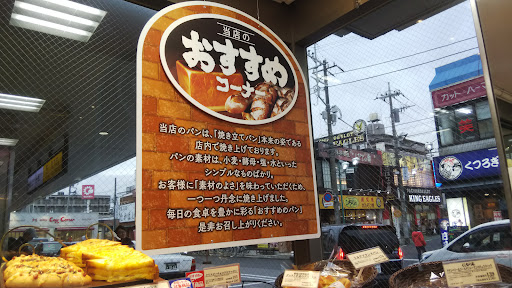 当店の
おすすめ
コーナー
当店のパンは、「焼き立てパン」本来の姿である
店内で焼き上げております。
パンの素材は、小麦・酵母・塩・水といった
シンプルなものばかり。
お客様に「素材のよさ」を味わっていただくため、
一つ一つ丹念に焼き上げました。
毎日の食卓を豊かに彩る「おすすめのパン」
是非お召し上がりください。
EAGLES
カットハーフ
くつろぎ
KING EAGLES